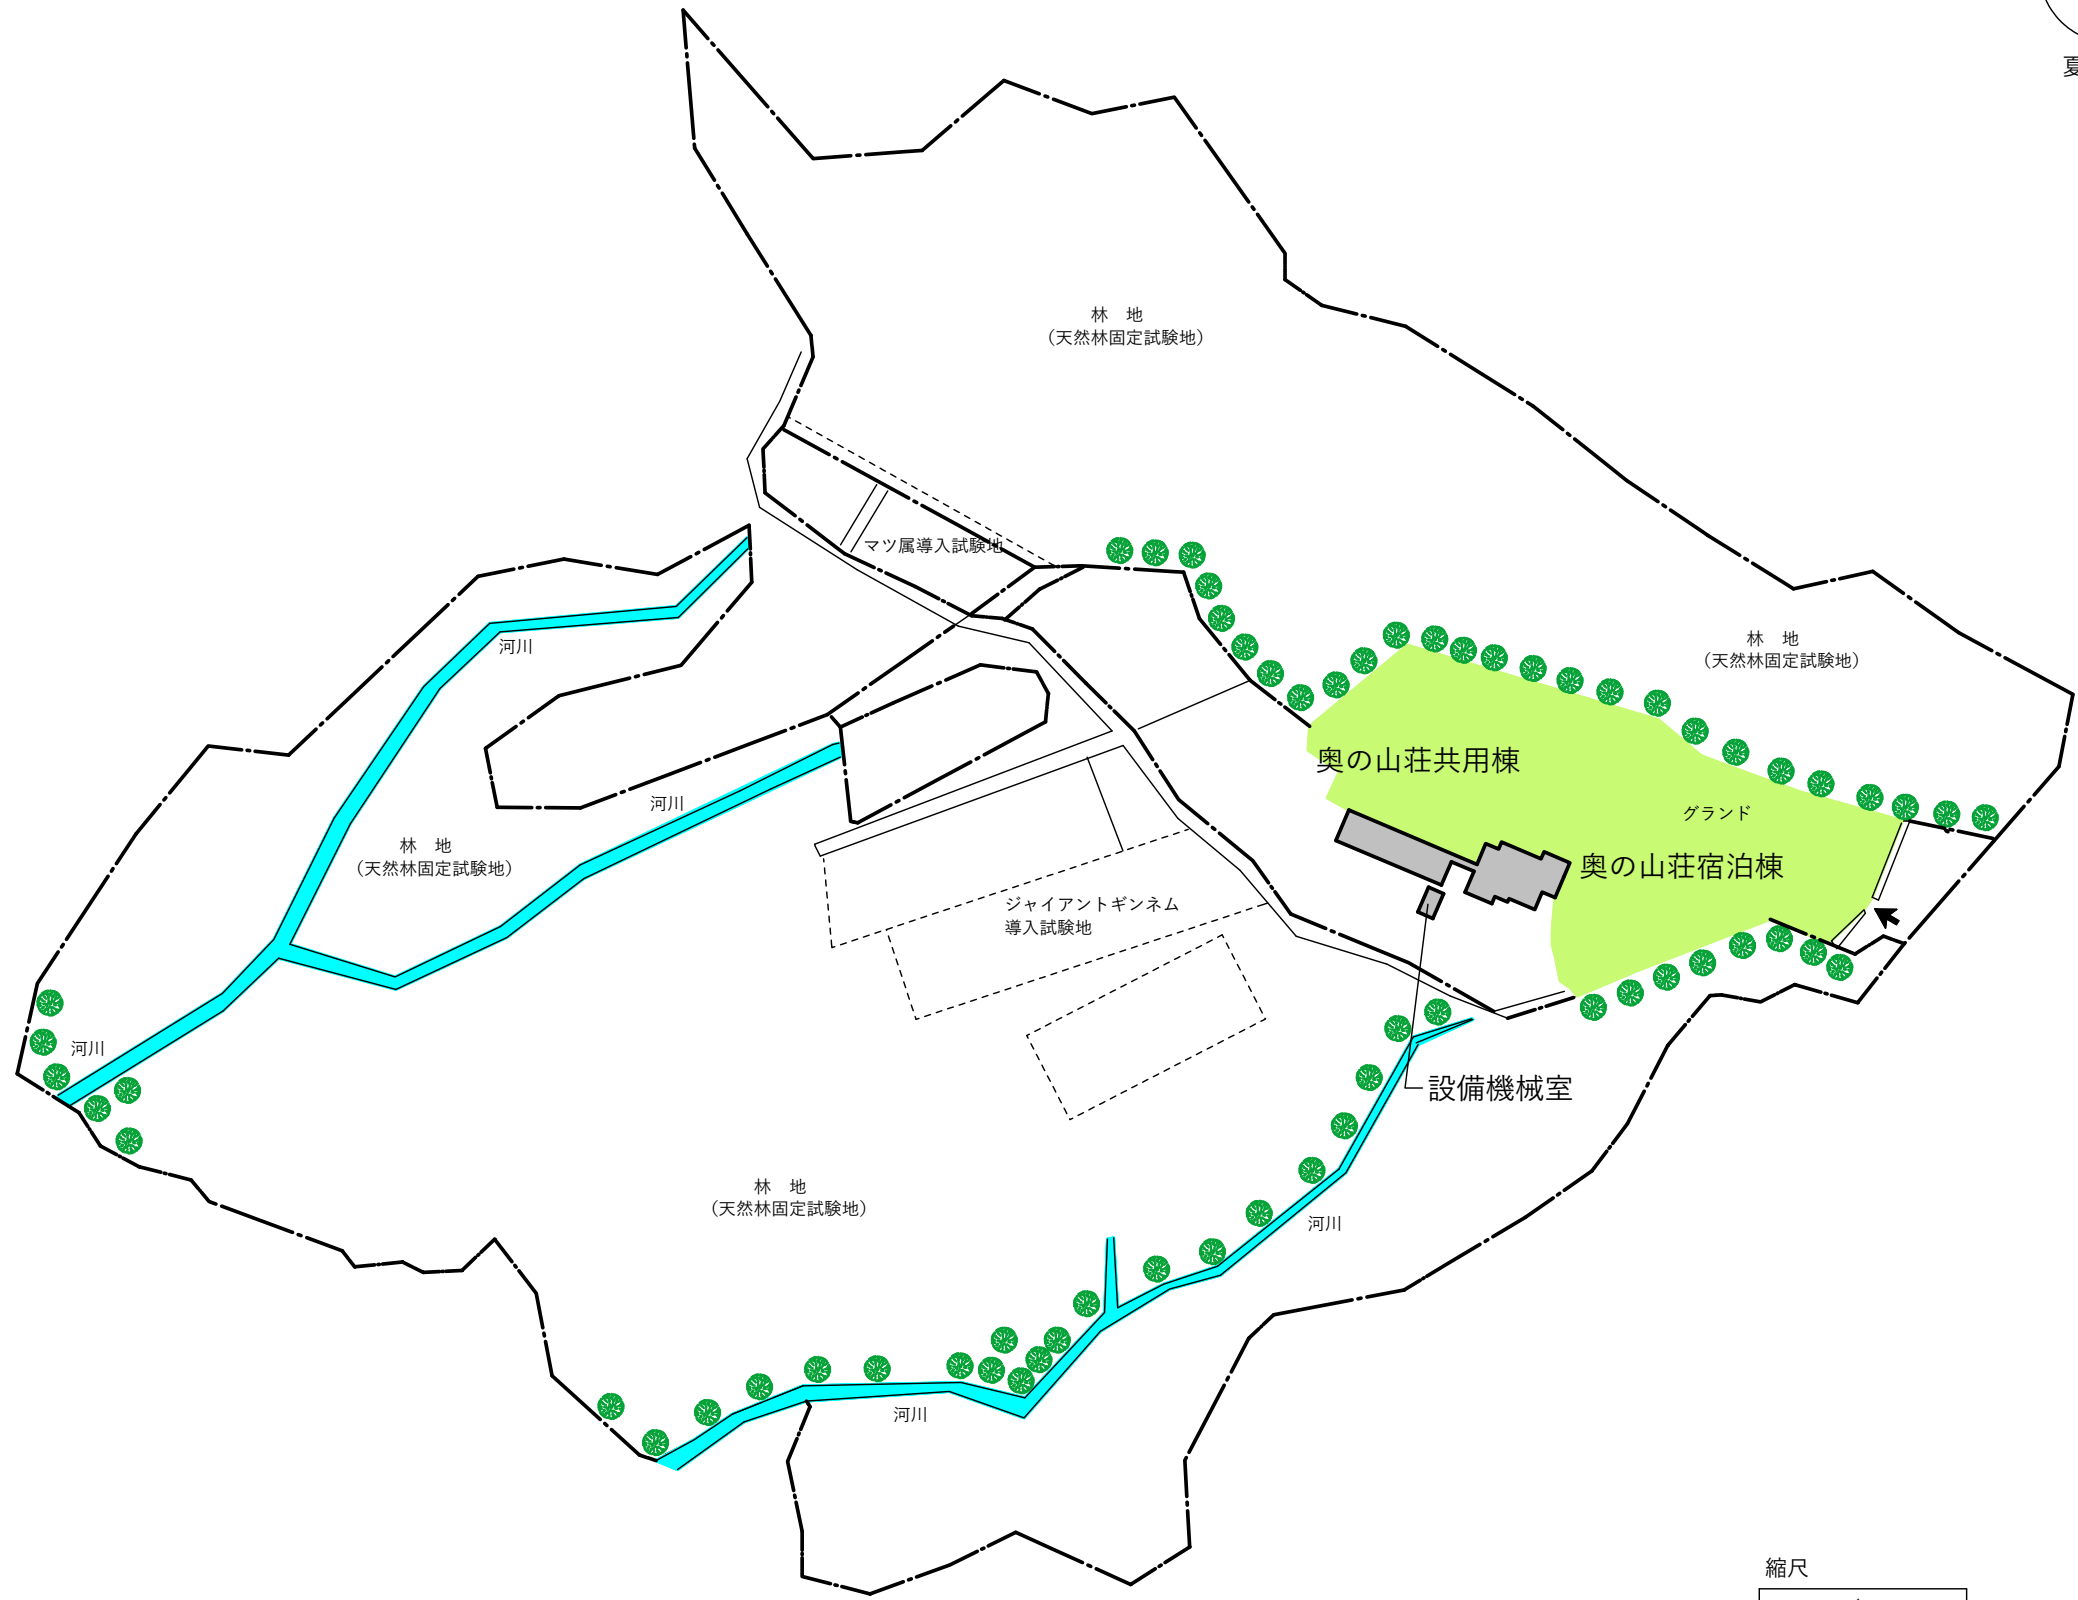 夏
林　地
（天然林固定試験地）
マツ属導入試験地
河川
林　地
（天然林固定試験地）
奥の山荘共用棟
河川
グランド
林　地
（天然林固定試験地）
奥の山荘宿泊棟
ジャイアントギンネム
導入試験地
河川
設備機械室
林　地
（天然林固定試験地）
河川
河川
縮尺